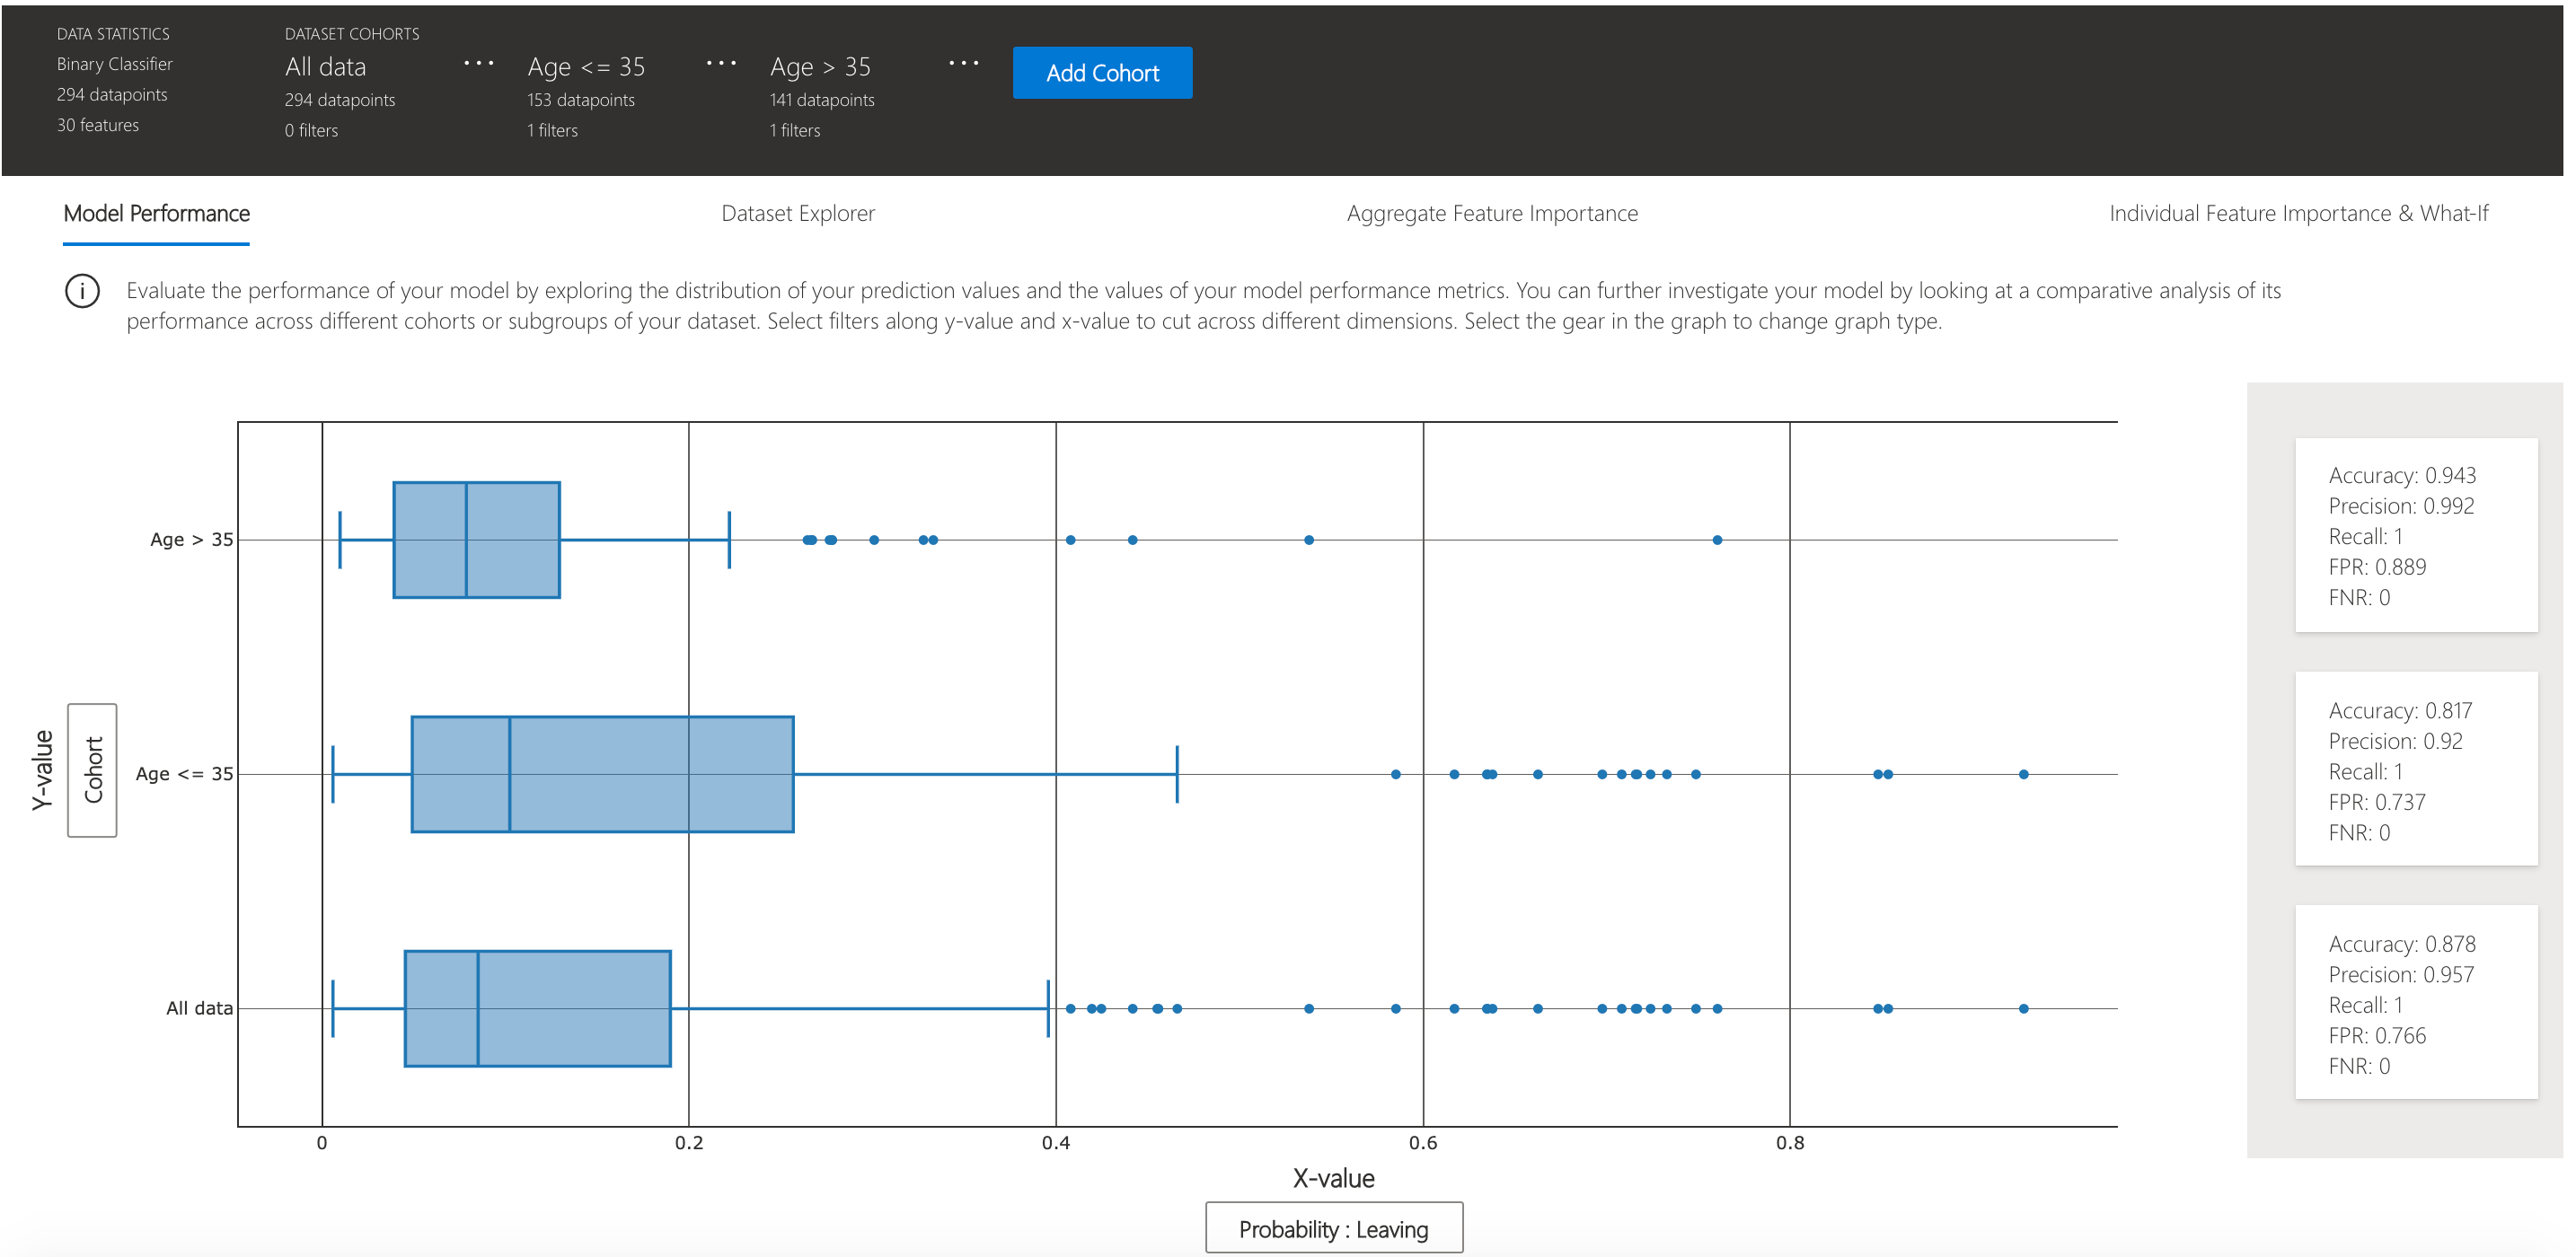 DATA STATISTICS
Binary Classifier
294 datapoints
30 features
DATASET COHORTS
All data
294 datapoints
0 filters
Age <= 35
153 datapoints
1 filters
Age > 35
141 datapoints
1 filters
Add Cohort
Model Performance
Dataset Explorer
Aggregate Feature Importance
Individual Feature Importance & What-If
Evaluate the performance of your model by exploring the distribution of your prediction values and the values of your model performance metrics. You can further investigate your model by looking at a comparative analysis of its
performance across different cohorts or subgroups of your dataset. Select filters along y-value and x-value to cut across different dimensions. Select the gear in the graph to change graph type.
Y-value
Cohort
Age > 35
Age <= 35
All data
0
0.2
0.4
0.6
0.8
X-value
Probability : Leaving
Accuracy: 0.943
Precision: 0.992
Recall: 1
FPR: 0.889
FNR: 0
Accuracy: 0.817
Precision: 0.92
Recall: 1
FPR: 0.737
FNR: 0
Accuracy: 0.878
Precision: 0.957
Recall: 1
FPR: 0.766
FNR: 0